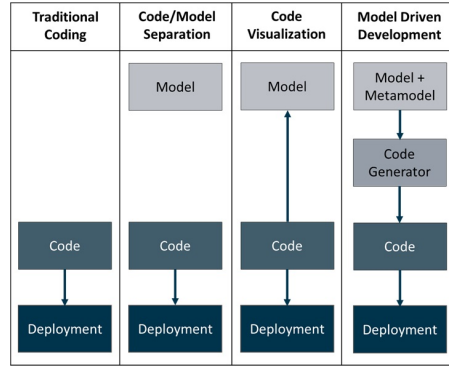 Traditional
Coding
Code/Model
Separation
Code
Visualization
Model Driven
Development
Model
Model
Model +
Metamodel
Code
Generator
Code
Code
Code
Code
Deployment
Deployment
Deployment
Deployment